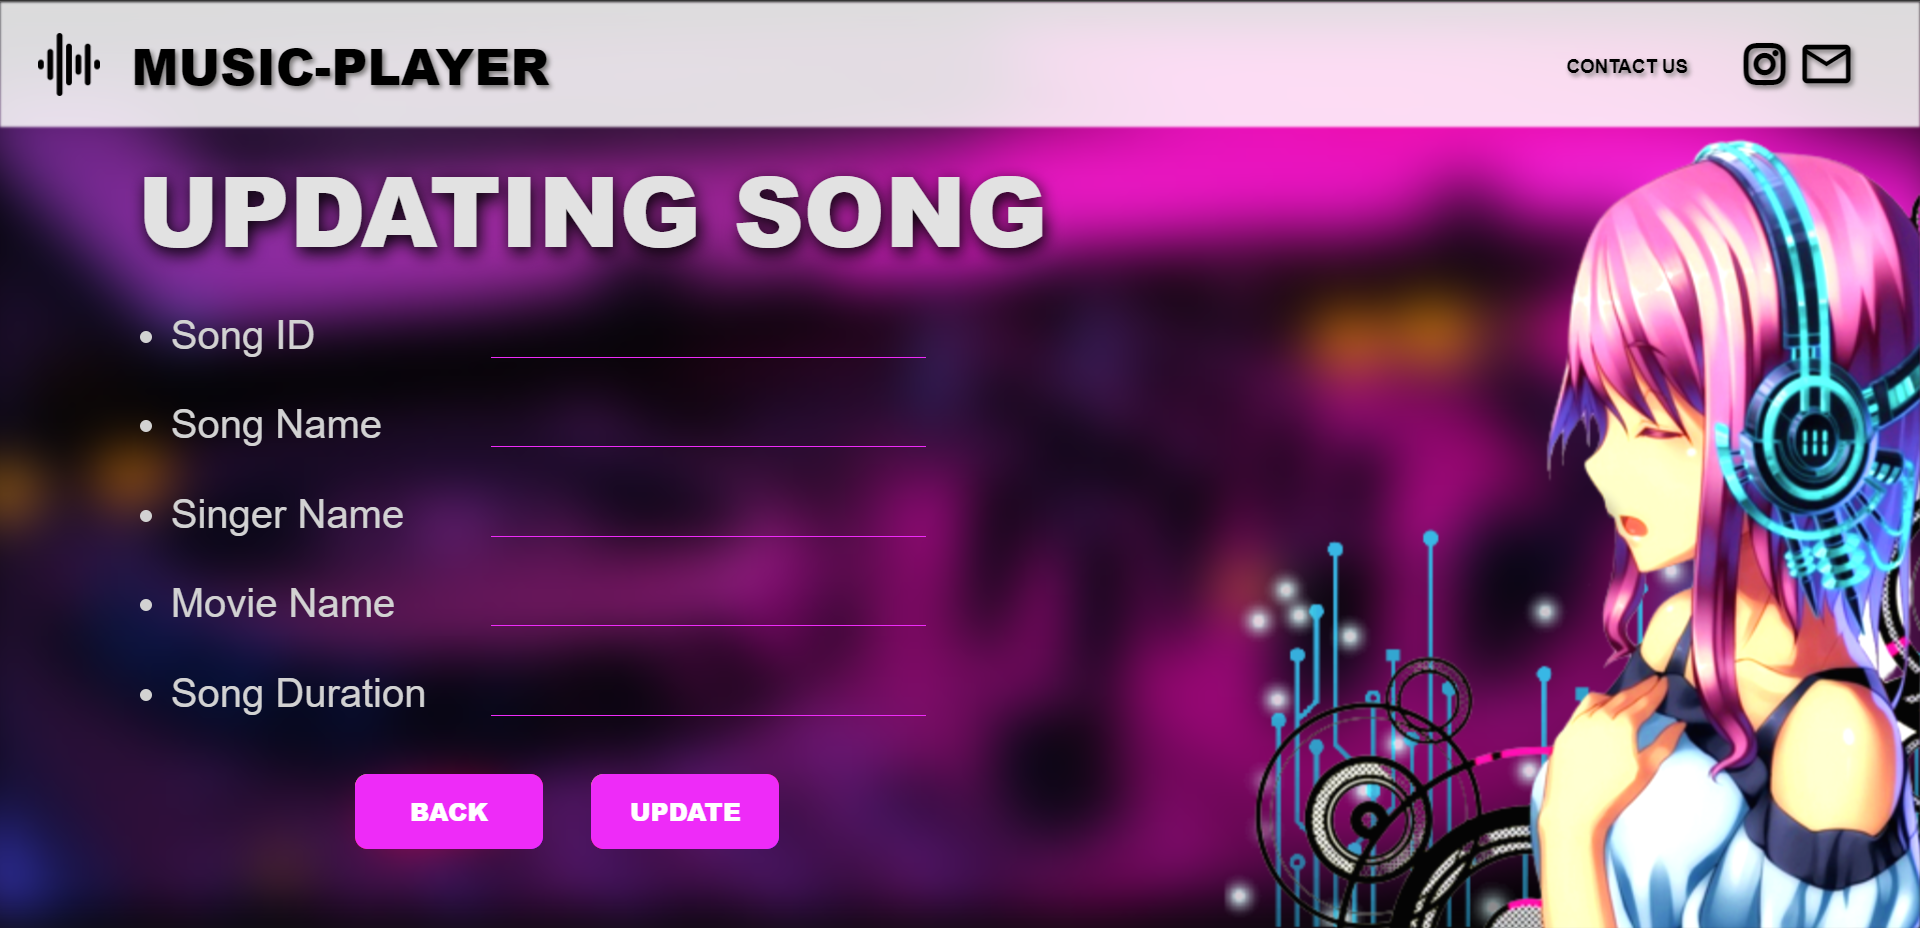 MUSIC-PLAYER
CONTACT US
UPDATING SONG
• Song ID
• Song Name
• Singer Name
• Movie Name
• Song Duration
BACK
UPDATE